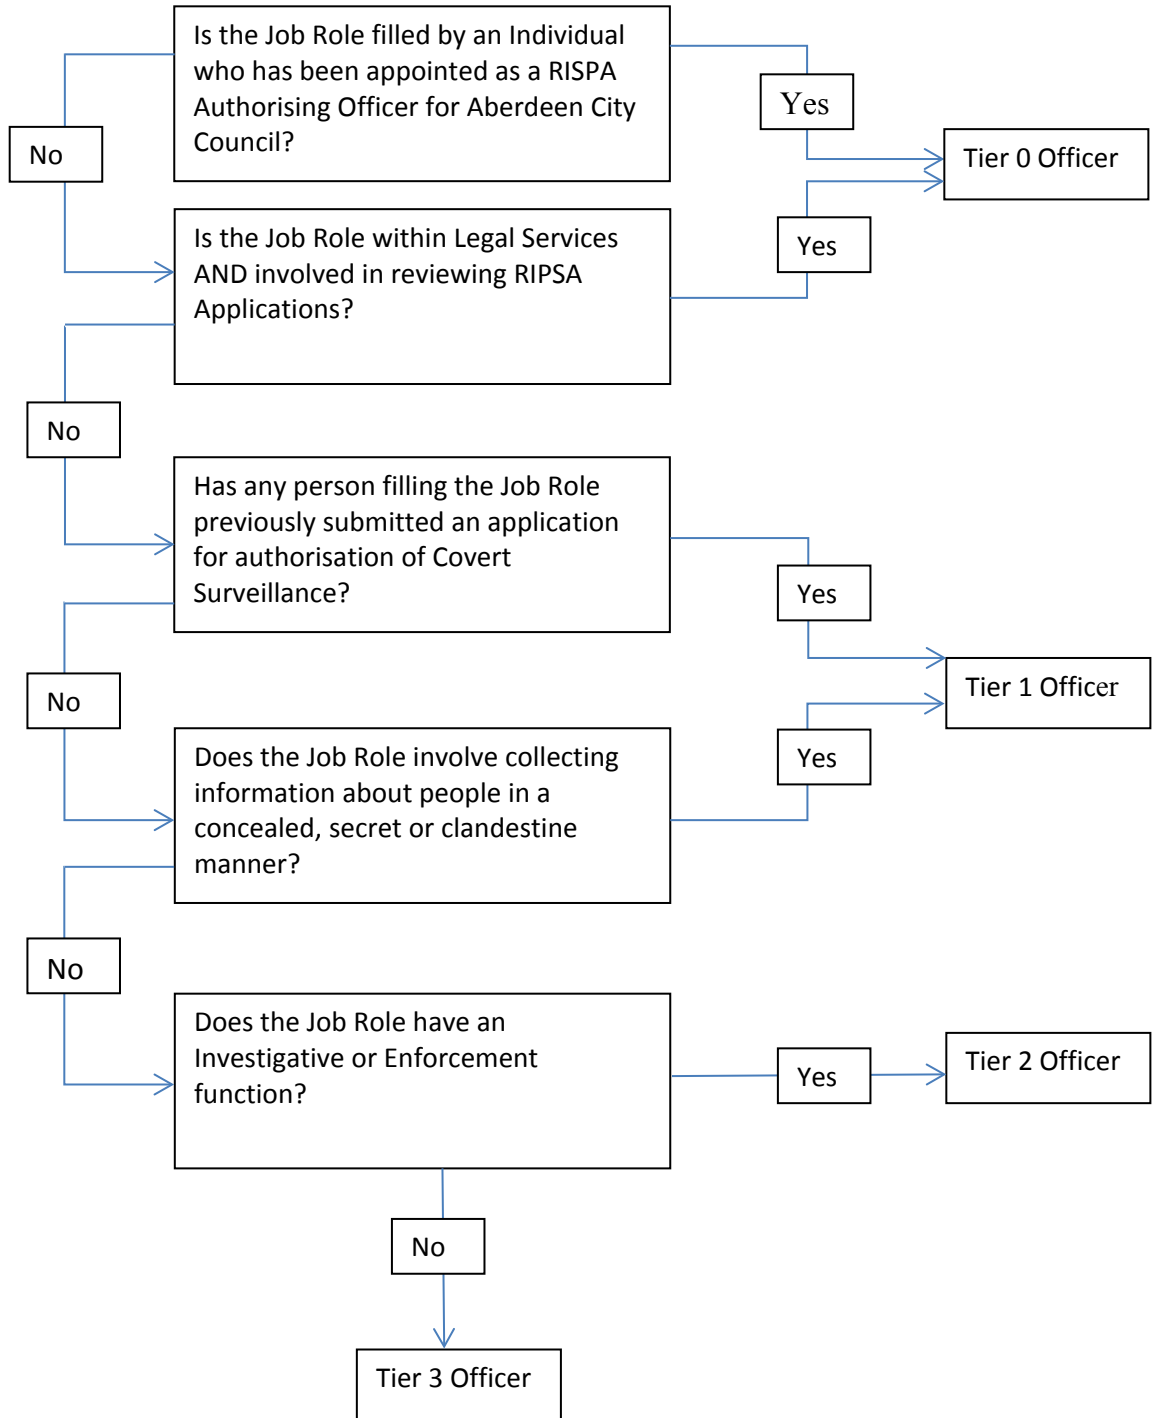 Is the Job Role filled by an Individual
who has been appointed as a RISPA
Authorising Officer for Aberdeen City
Council?
Yes
No
Tier 0 Officer
Is the Job Role within Legal Services
AND involved in reviewing RIPSA
Applications?
Yes
No
Has any person filling the Job Role
previously submitted an application
for authorisation of Covert
Surveillance?
Yes
No
Tier 1 Officer
Does the Job Role involve collecting
information about people in a
concealed, secret or clandestine
manner?
Yes
No
Does the Job Role have an
Investigative or Enforcement
function?
Yes
Tier 2 Officer
No
Tier 3 Officer